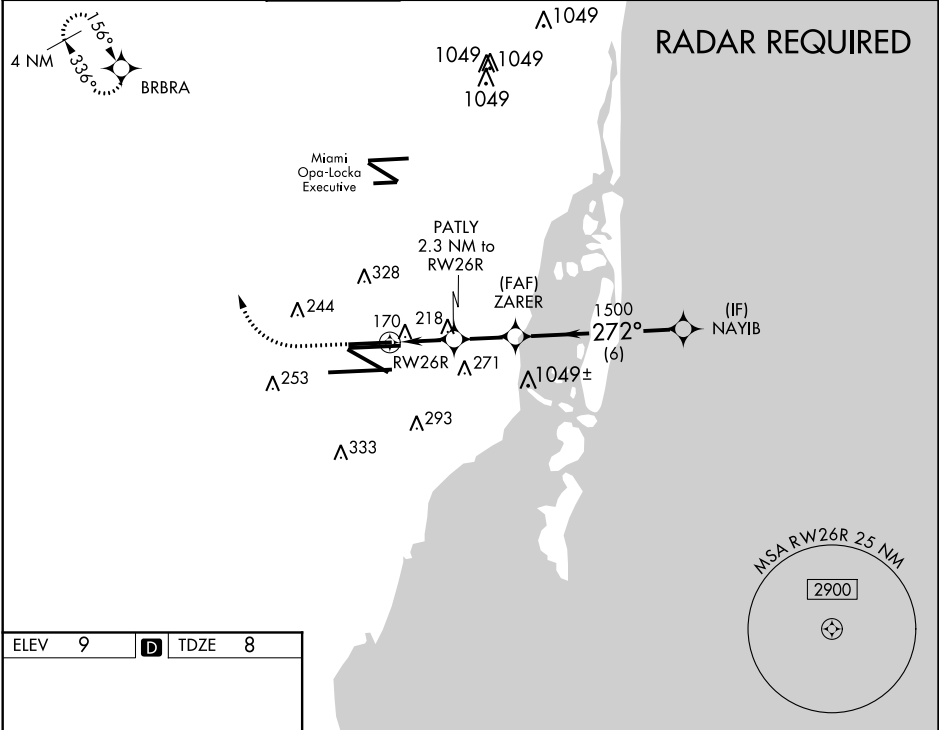 RADAR REQUIRED
156°
4 NM
336°
BRBRA
1049
1049
1049
1049
Miami
Opa-Locka
Executive
PATLY
2.3 NM to
RW26R
328
(FAF)
ZARER
244
1500
(IF)
170
218
272°
NAYIB
(6)
RW26R
271
253
1049±
293
333
MSA RW26R 25 NM
2900
ELEV 9 D TDZE 8